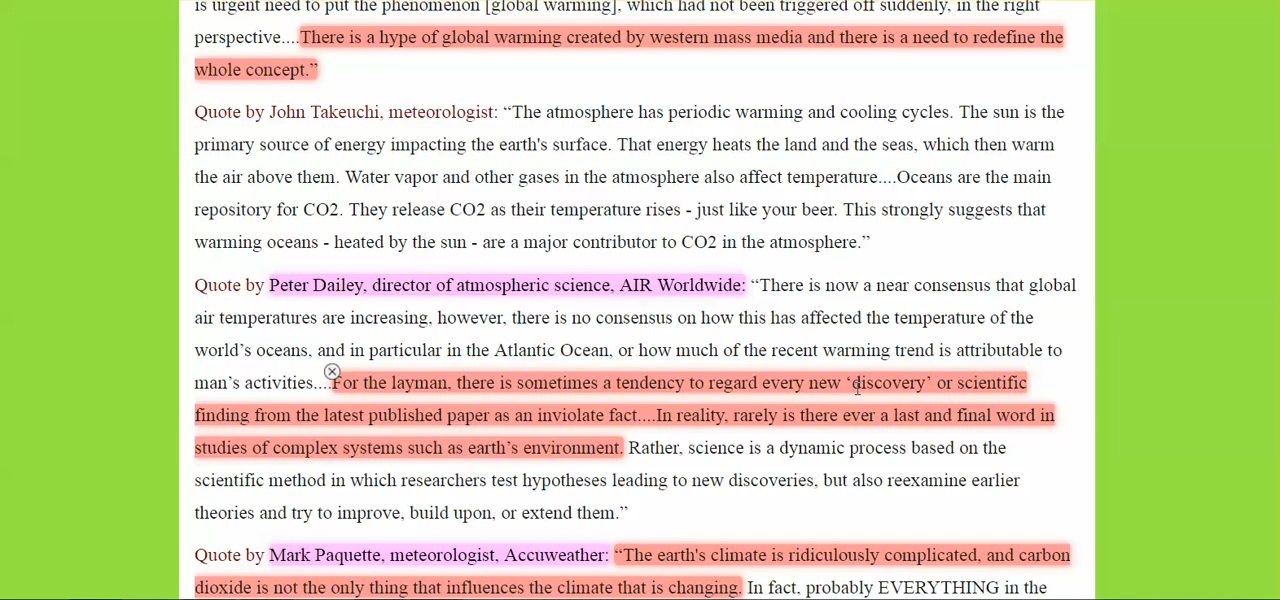 is urgent need to put the phenomenon [global warming], which had not been triggered off suddenly, in the right
perspective....There is a hype of global warming created by western mass media and there is a need to redefine the
whole concept.”
Quote by John Takeuchi, meteorologist: “The atmosphere has periodic warming and cooling cycles. The sun is the
primary source of energy impacting the earth's surface. That energy heats the land and the seas, which then warm
the air above them. Water vapor and other gases in the atmosphere also affect temperature....Oceans are the main
repository for CO2. They release CO2 as their temperature rises - just like your beer. This strongly suggests that
warming oceans - heated by the sun - are a major contributor to CO2 in the atmosphere.”
Quote by Peter Dailey, director of atmospheric science, AIR Worldwide: “There is now a near consensus that global
air temperatures are increasing, however, there is no consensus on how this has affected the temperature of the
world’s oceans, and in particular in the Atlantic Ocean, or how much of the recent warming trend is attributable to
man’s activities....For the layman, there is sometimes a tendency to regard every new ‘discovery’ or scientific
finding from the latest published paper as an inviolate fact....In reality, rarely is there ever a last and final word in
studies of complex systems such as earth’s environment. Rather, science is a dynamic process based on the
scientific method in which researchers test hypotheses leading to new discoveries, but also reexamine earlier
theories and try to improve, build upon, or extend them.”
Quote by Mark Paquette, meteorologist, Accuweather: “The earth's climate is ridiculously complicated, and carbon
dioxide is not the only thing that influences the climate that is changing. In fact, probably EVERYTHING in the